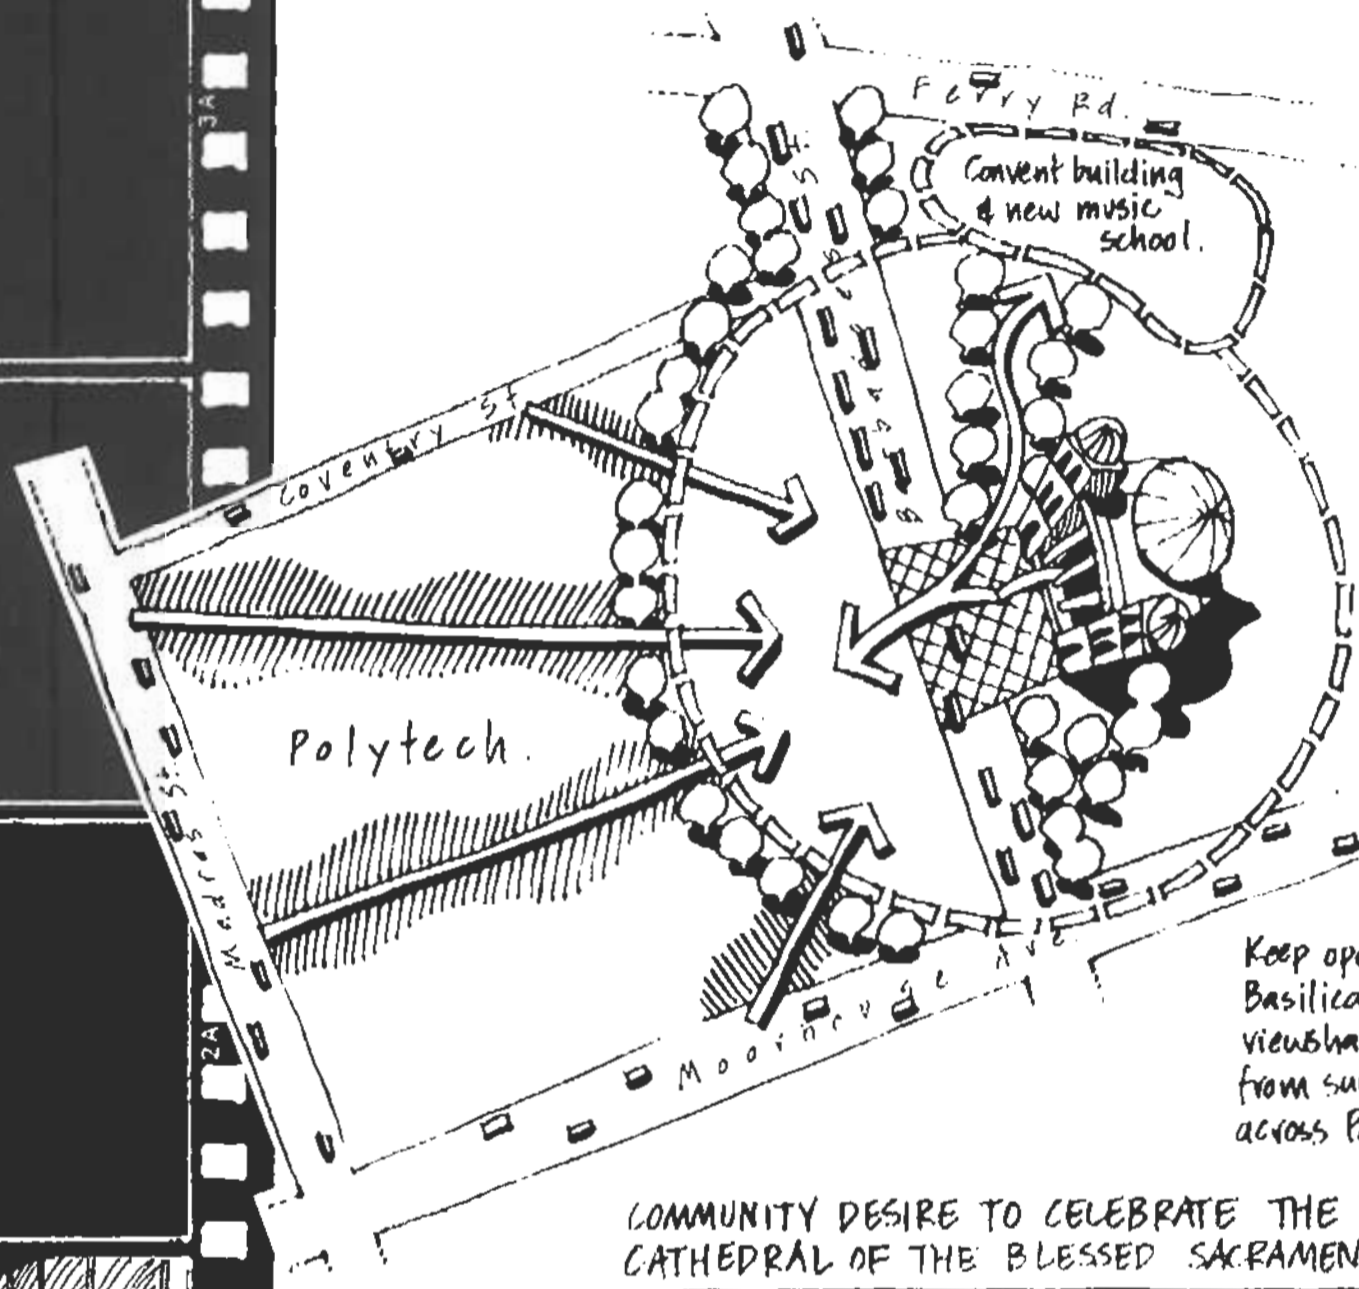 3A
Ferry Rd.
Convent building
& new music
school.
Coventry St
Polytech.
Madras St.
2A
Moorhouse Ave
Keep ope
Basilica
viewsha
from su
across P
COMMUNITY DESIRE TO CELEBRATE THE
CATHEDRAL OF THE BLESSED SACRAMEN